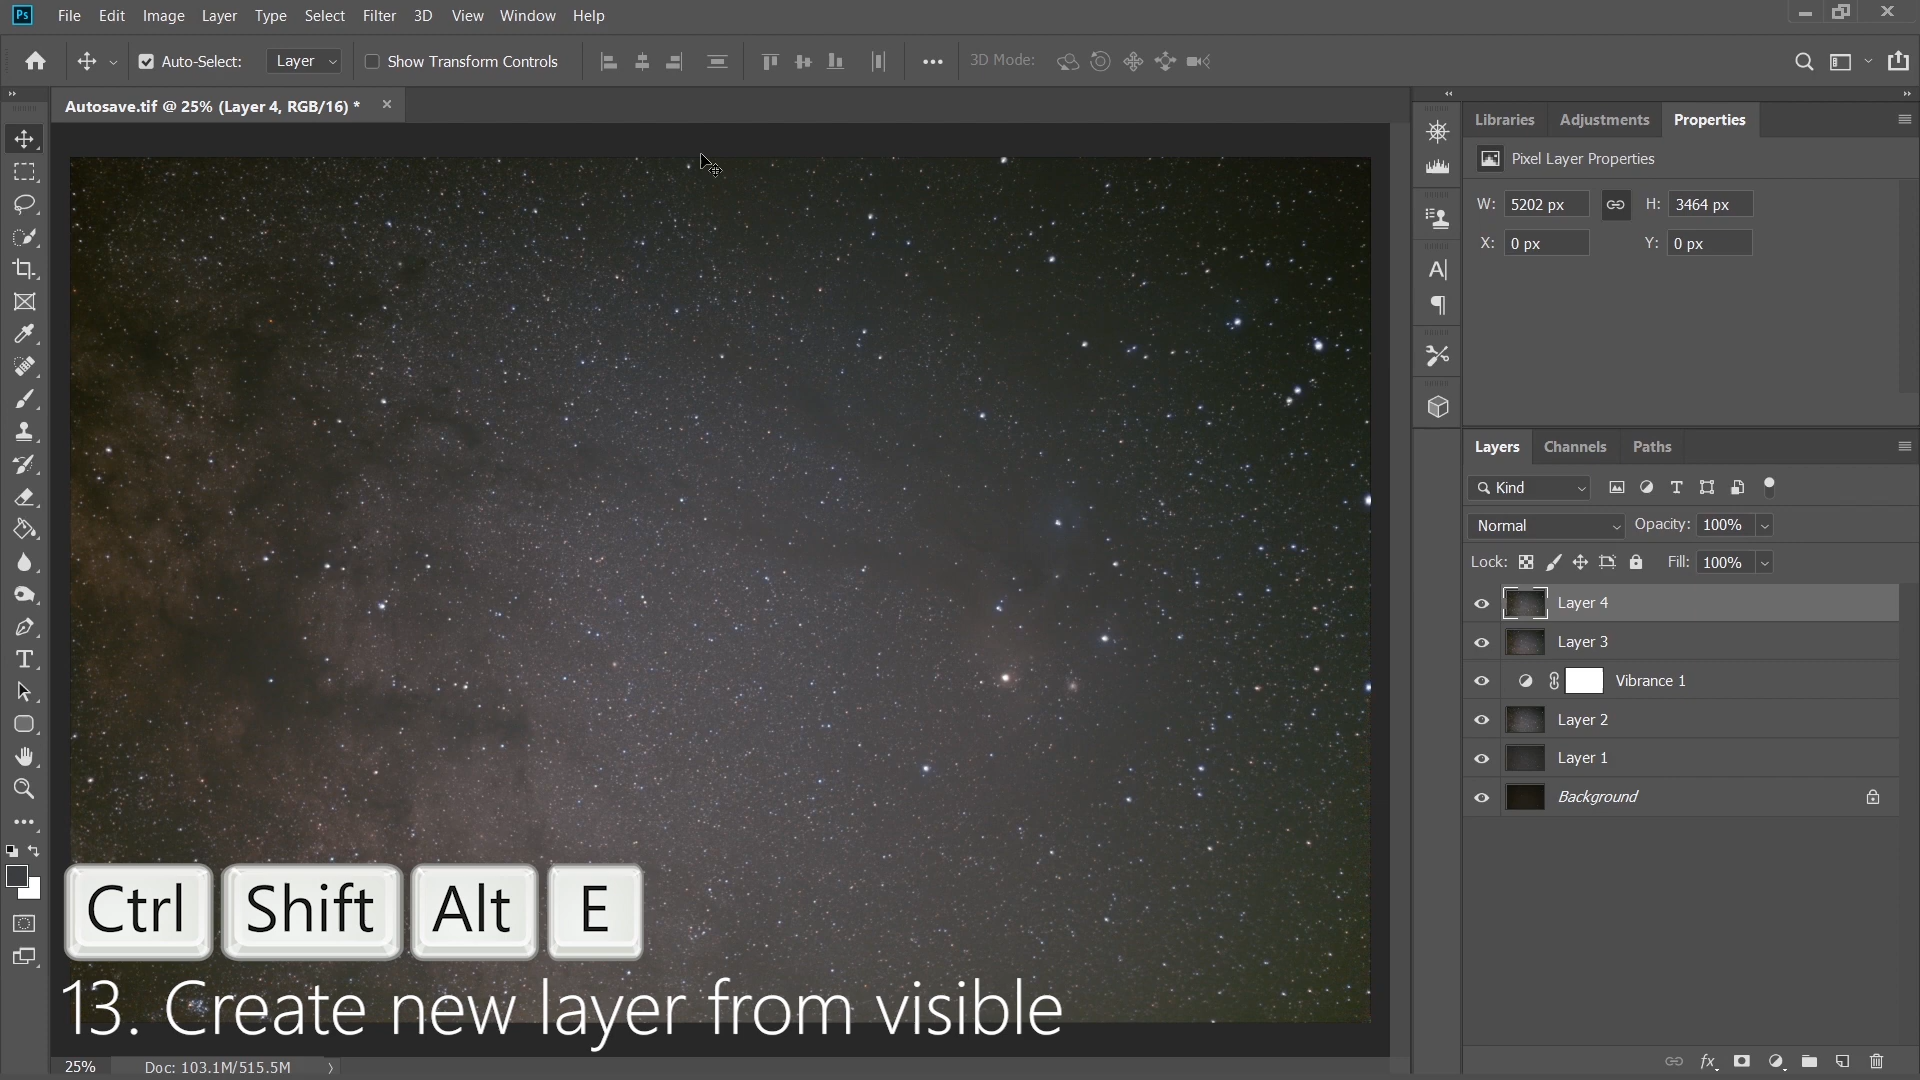 Ps File Edit Image Layer Type Select Filter 3D View Window Help
Auto-Select: Layer Show Transform Controls 3D Mode:
Autosave.tif @ 25% (Layer 4, RGB/16) *
Libraries Adjustments Properties
Pixel Layer Properties
W: 5202 px H: 3464 px
X: 0 px Y: 0 px
Layers Channels Paths
Kind
Normal Opacity: 100%
Lock: Fill: 100%
Layer 4
Layer 3
Vibrance 1
Layer 2
Layer 1
Background
Ctrl Shift Alt E
13. Create new layer from visible
25% Doc: 103.1M/515.5M